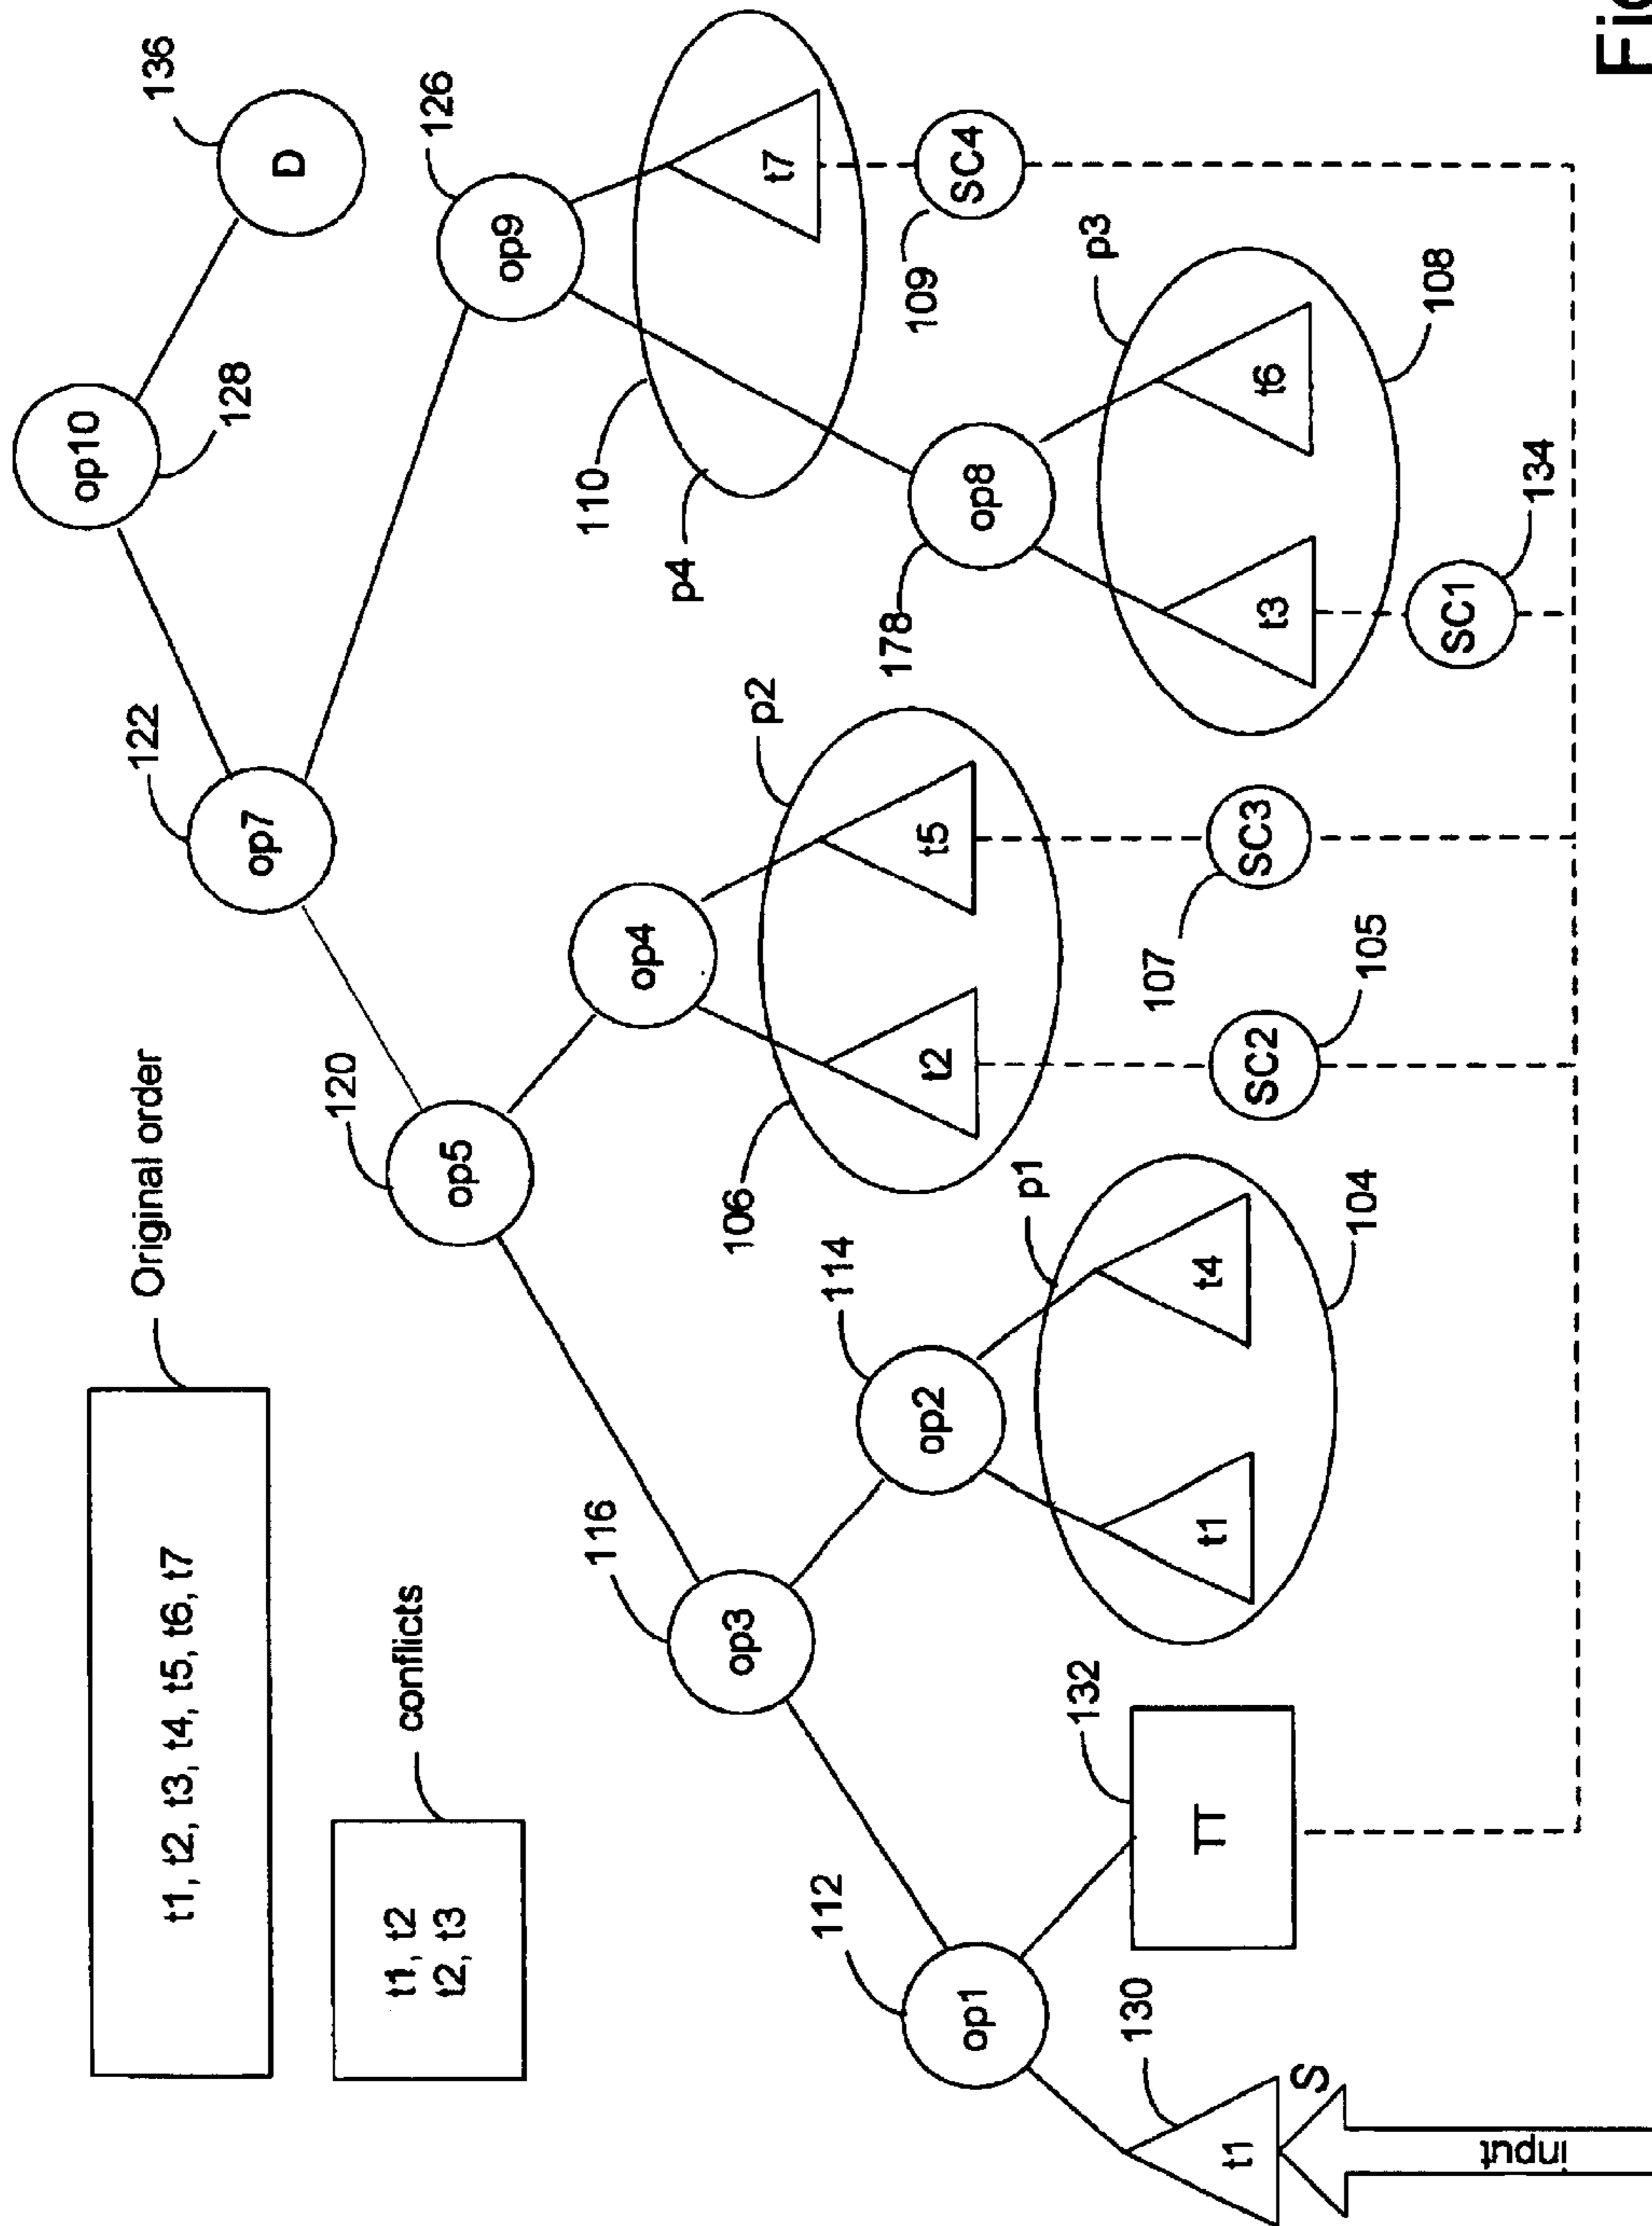 Original order
t1, t2, t3, t4, t5, t6, t7
conflicts
t1, t2
t2, t3
136
D
op10
128
122
op7
126
op9
120
op5
110
p4
t7
op4
p2
109
SC4
116
op3
106
t2
t5
178
op8
p3
114
op2
p1
107
SC3
t3
t6
108
112
op1
132
TT
t1
t4
104
SC2
105
SC1
134
130
t1
S
input